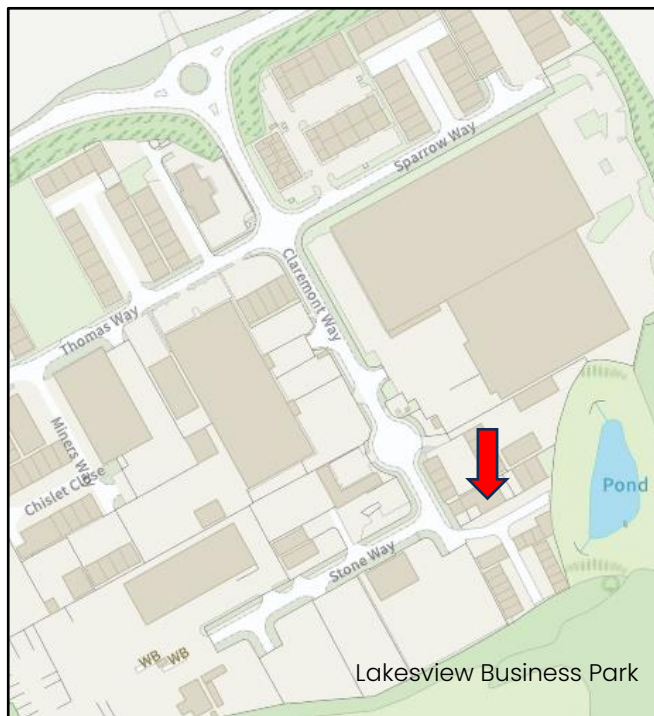 Sparrow Way
Claremont Way
Thomas Way
Miners Way
Chislet Close
Pond
Stone Way
WB
WB
Lakesview Business Park